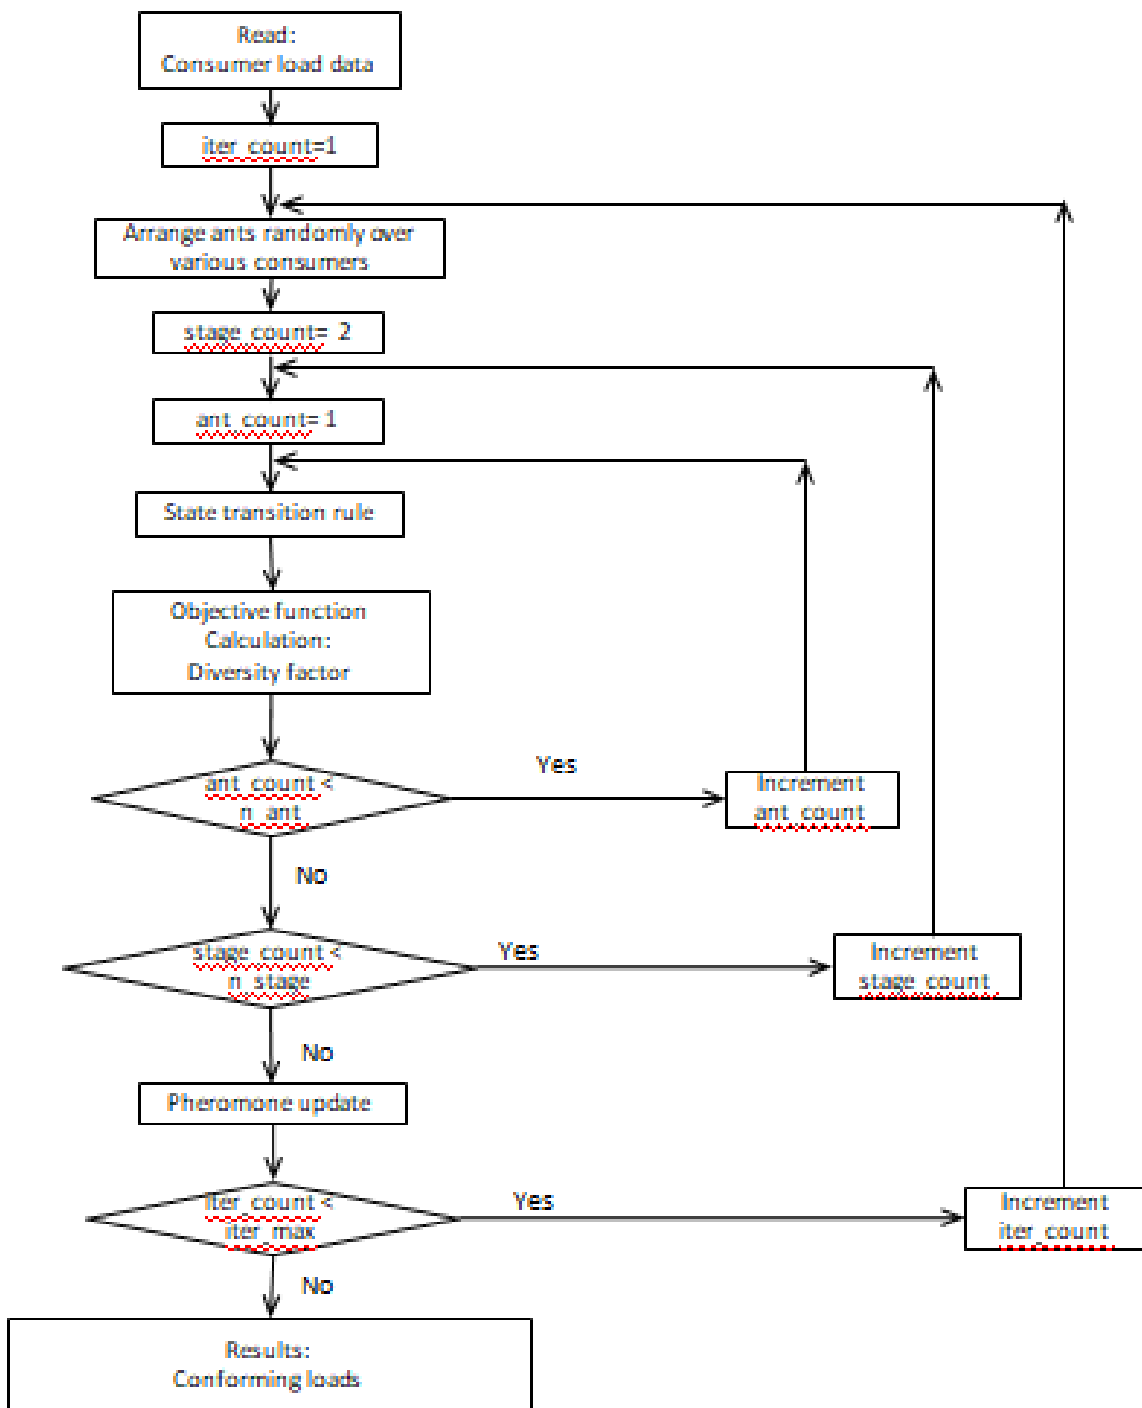 Read:
Consumer load data
iter_count=1
Arrange ants randomly over
various consumers
stage_count= 2
ant_count= 1
State transition rule
Objective function
Calculation:
Diversity factor
ant_count <
n_ant
Yes
Increment
ant_count
No
stage_count <
n_stage
Yes
Increment
stage_count
No
Pheromone update
iter_count <
iter_max
Yes
Increment
iter_count
No
Results:
Conforming loads